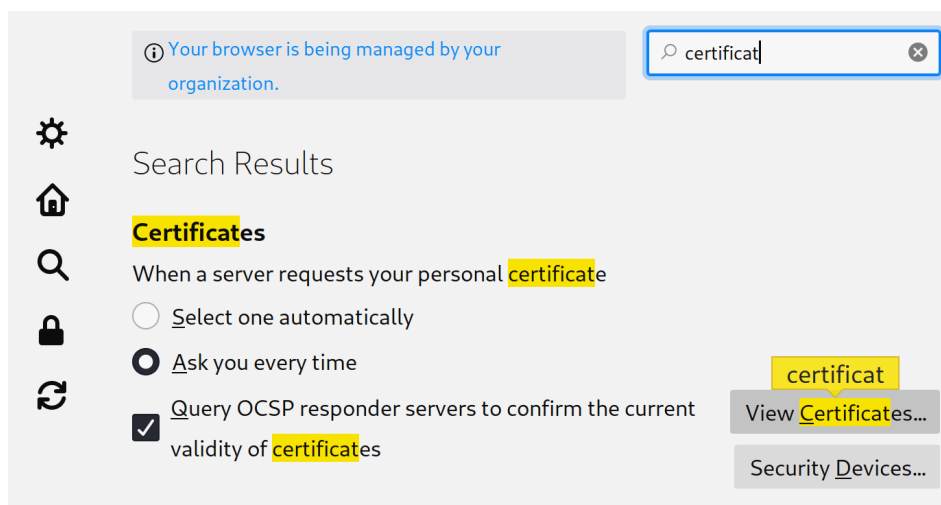 Your browser is being managed by your
organization.
certificat
Search Results
Certificates
When a server requests your personal certificate
Select one automatically
Ask you every time
Query OCSP responder servers to confirm the current
validity of certificates
certificat
View Certificates...
Security Devices...